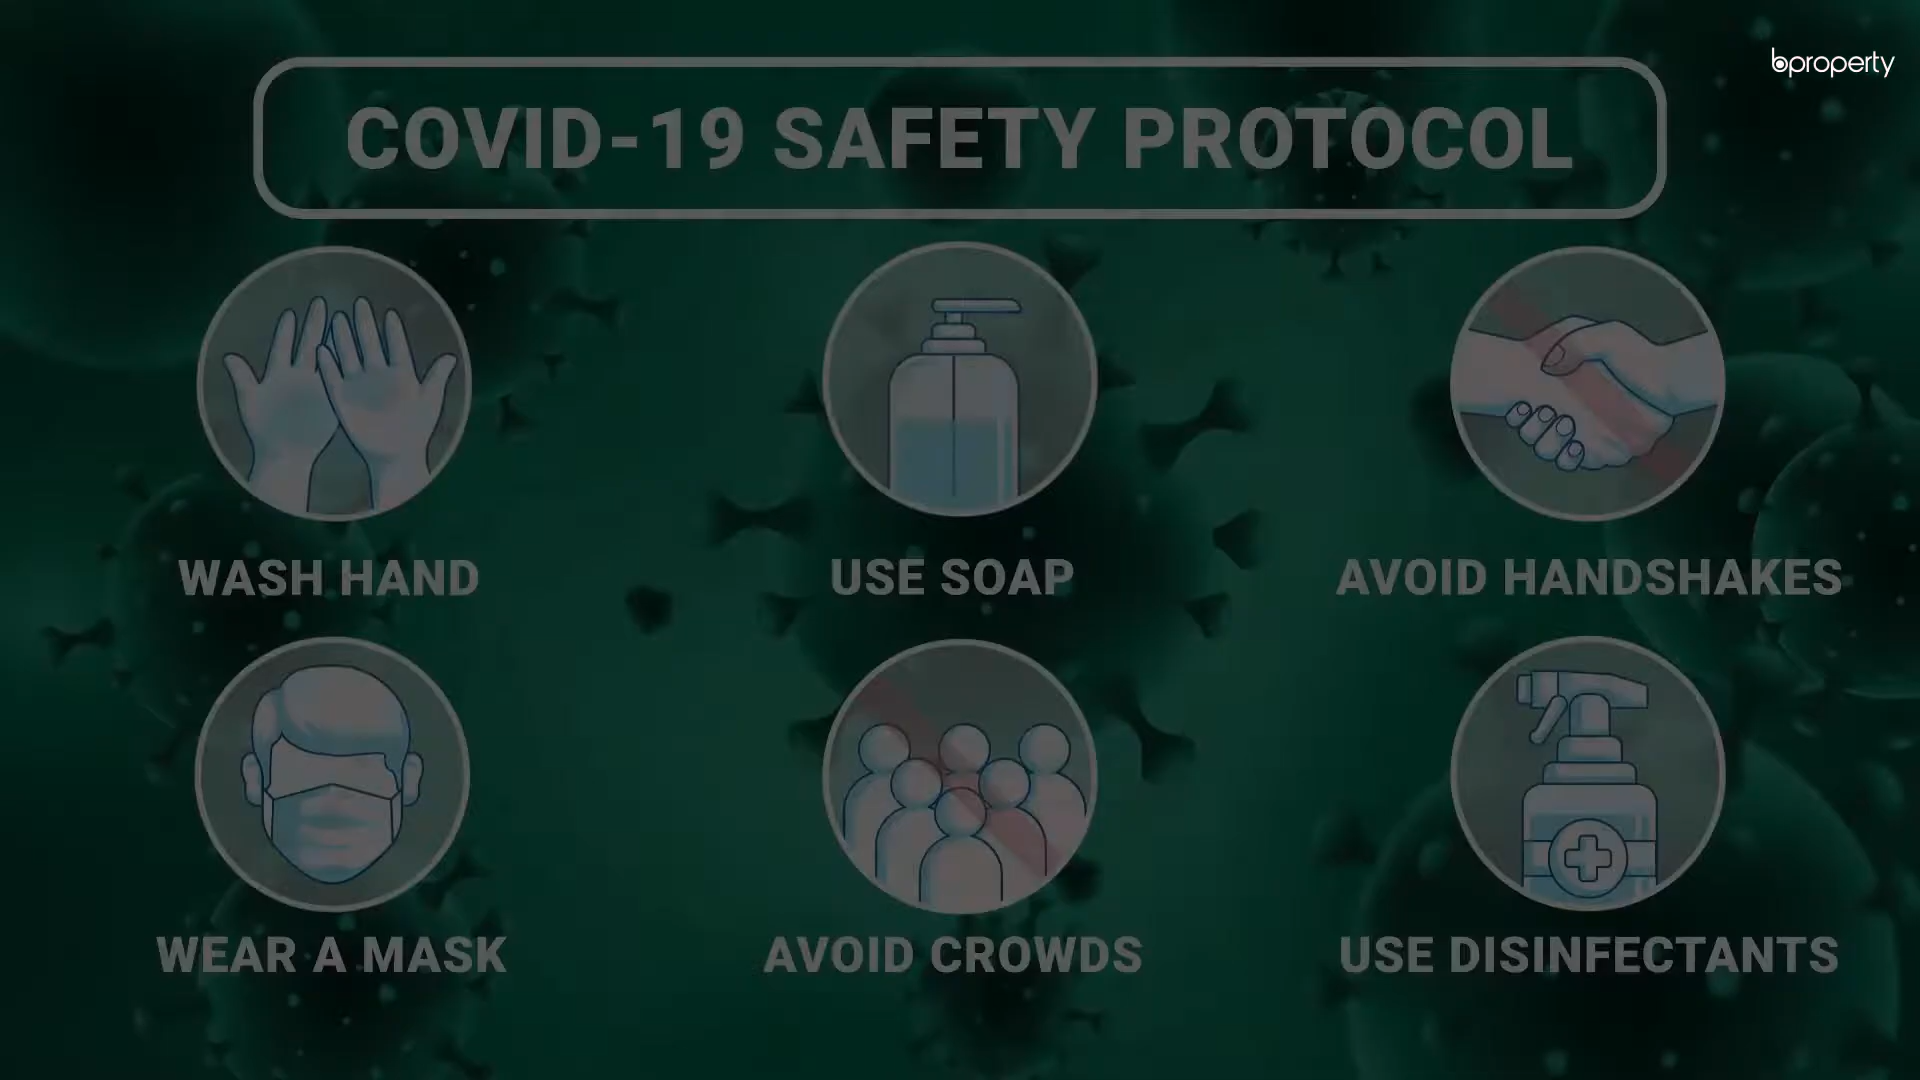 bproperty
COVID-19 SAFETY PROTOCOL
WASH HAND
USE SOAP
AVOID HANDSHAKES
WEAR A MASK
AVOID CROWDS
USE DISINFECTANTS